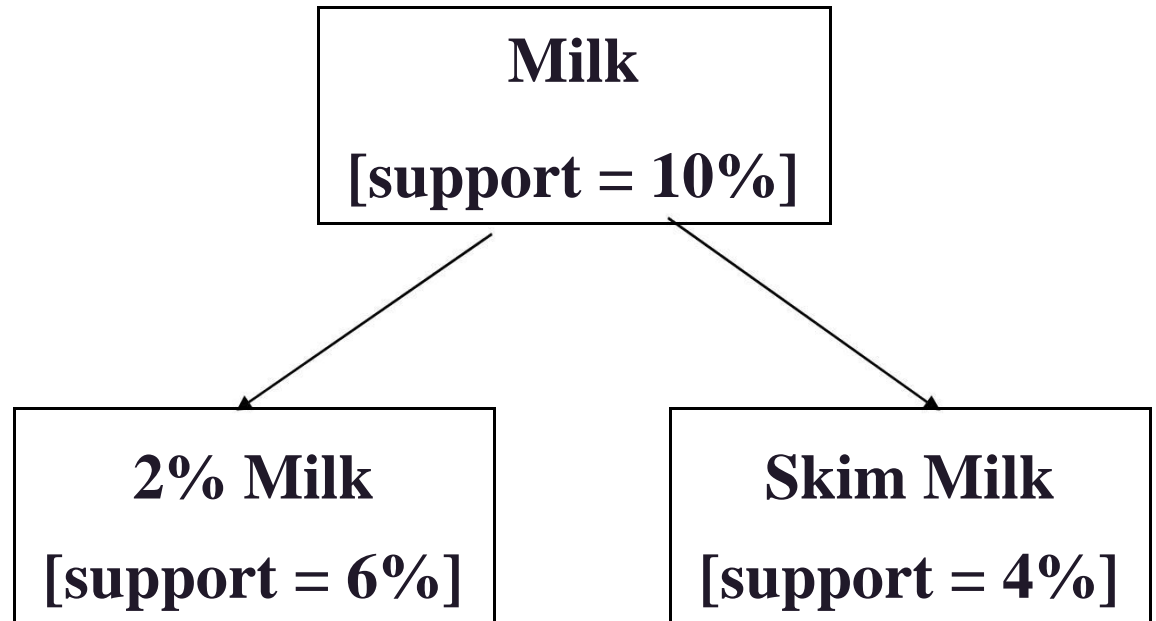 Milk
[support = 10%]
2% Milk
[support = 6%]
Skim Milk
[support = 4%]